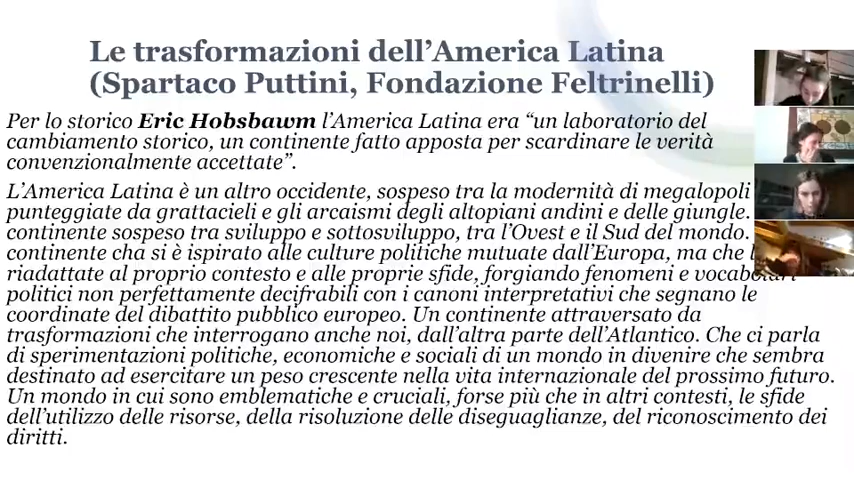 Le trasformazioni dell’America Latina
(Spartaco Puttini, Fondazione Feltrinelli)
Per lo storico Eric Hobsbawm l’America Latina era “un laboratorio del
cambiamento storico, un continente fatto apposta per scardinare le verità
convenzionalmente accettate”.
L’America Latina è un altro occidente, sospeso tra la modernità di megalopoli
punteggiate da grattacieli e gli arcaismi degli altopiani andini e delle giungle.
continente sospeso tra sviluppo e sottosviluppo, tra l’Ovest e il Sud del mondo.
continente cha si è ispirato alle culture politiche mutuate dall’Europa, ma che
riadattate al proprio contesto e alle proprie sfide, forgiando fenomeni e vocabolari
politici non perfettamente decifrabili con i canoni interpretativi che segnano le
coordinate del dibattito pubblico europeo. Un continente attraversato da
trasformazioni che interrogano anche noi, dall’altra parte dell’Atlantico. Che ci parla
di sperimentazioni politiche, economiche e sociali di un mondo in divenire che sembra
destinato ad esercitare un peso crescente nella vita internazionale del prossimo futuro.
Un mondo in cui sono emblematiche e cruciali, forse più che in altri contesti, le sfide
dell’utilizzo delle risorse, della risoluzione delle diseguaglianze, del riconoscimento dei
diritti.